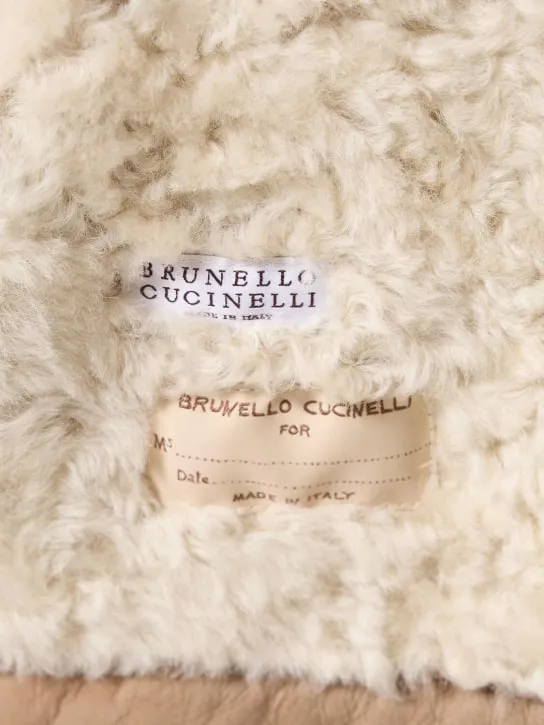 BRUNELLO
CUCINELLI
MADE IN ITALY
BRUNELLO CUCINELLI
FOR
Ms
Date
MADE IN ITALY